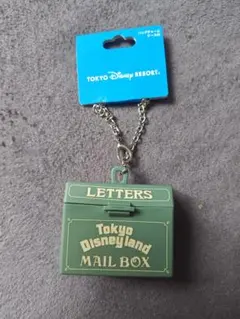 TOKYO Disney RESORT®
LETTERS
Tokyo
Disneyland
MAIL BOX